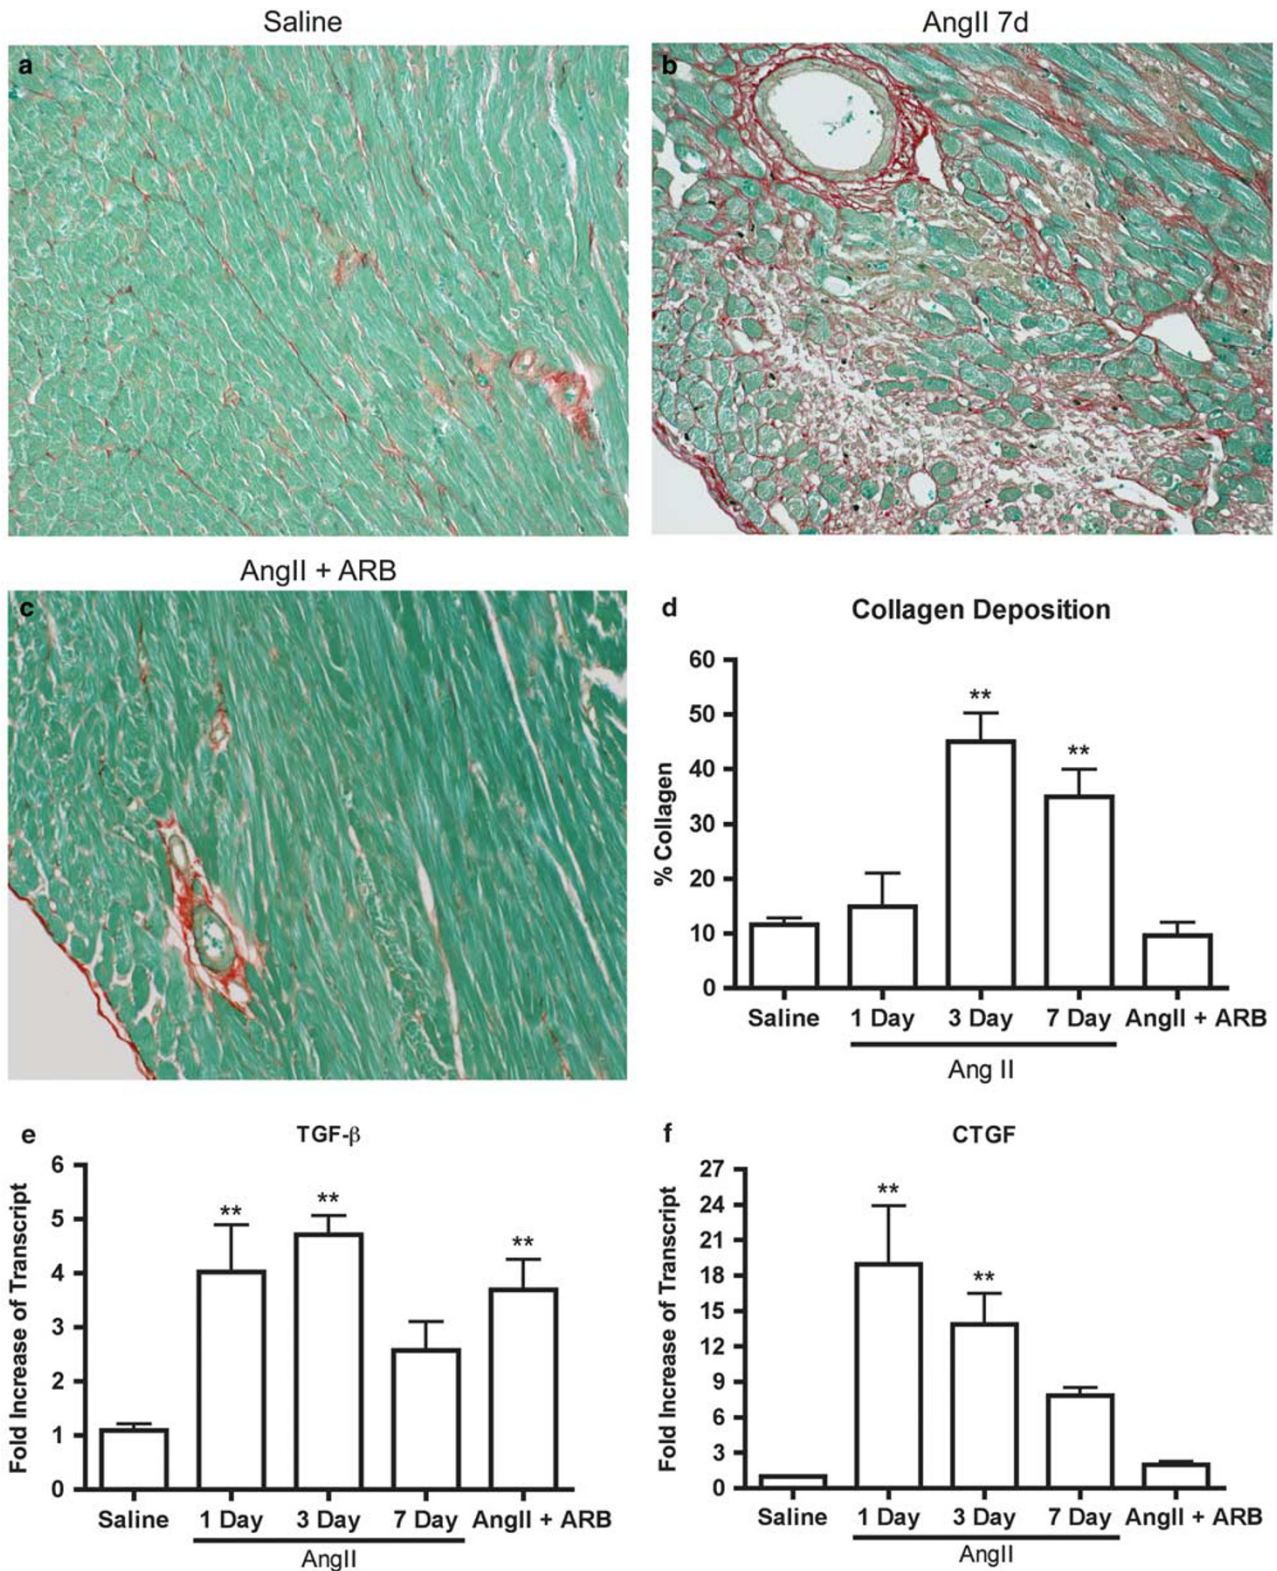 Saline
AngII 7d
a
b
AngII + ARB
c
d
Collagen Deposition
% Collagen
60
50
40
30
20
10
0
**
**
Saline 1 Day 3 Day 7 Day AngII + ARB
Ang II
e
TGF-β
Fold Increase of Transcript
6
5
4
3
2
1
0
**
**
**
Saline 1 Day 3 Day 7 Day AngII + ARB
AngII
f
CTGF
Fold Increase of Transcript
27
24
21
18
15
12
9
6
3
0
**
**
Saline 1 Day 3 Day 7 Day AngII + ARB
AngII